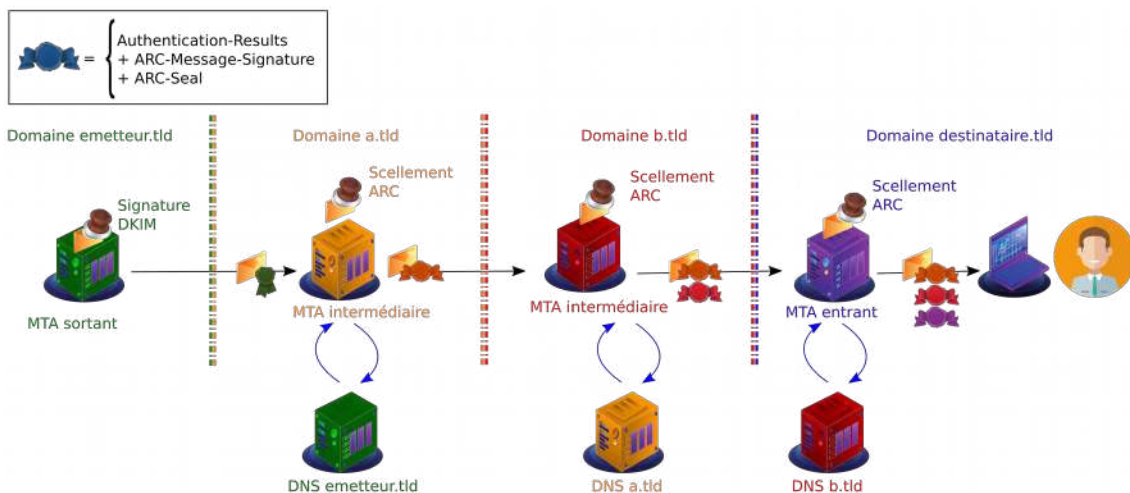 =
Authentication-Results
+ ARC-Message-Signature
+ ARC-Seal
Domaine emetteur.tld
Domaine a.tld
Domaine b.tld
Domaine destinataire.tld
Signature
DKIM
Scellement
ARC
Scellement
ARC
Scellement
ARC
MTA sortant
MTA intermédiaire
MTA intermédiaire
MTA entrant
DNS emetteur.tld
DNS a.tld
DNS b.tld